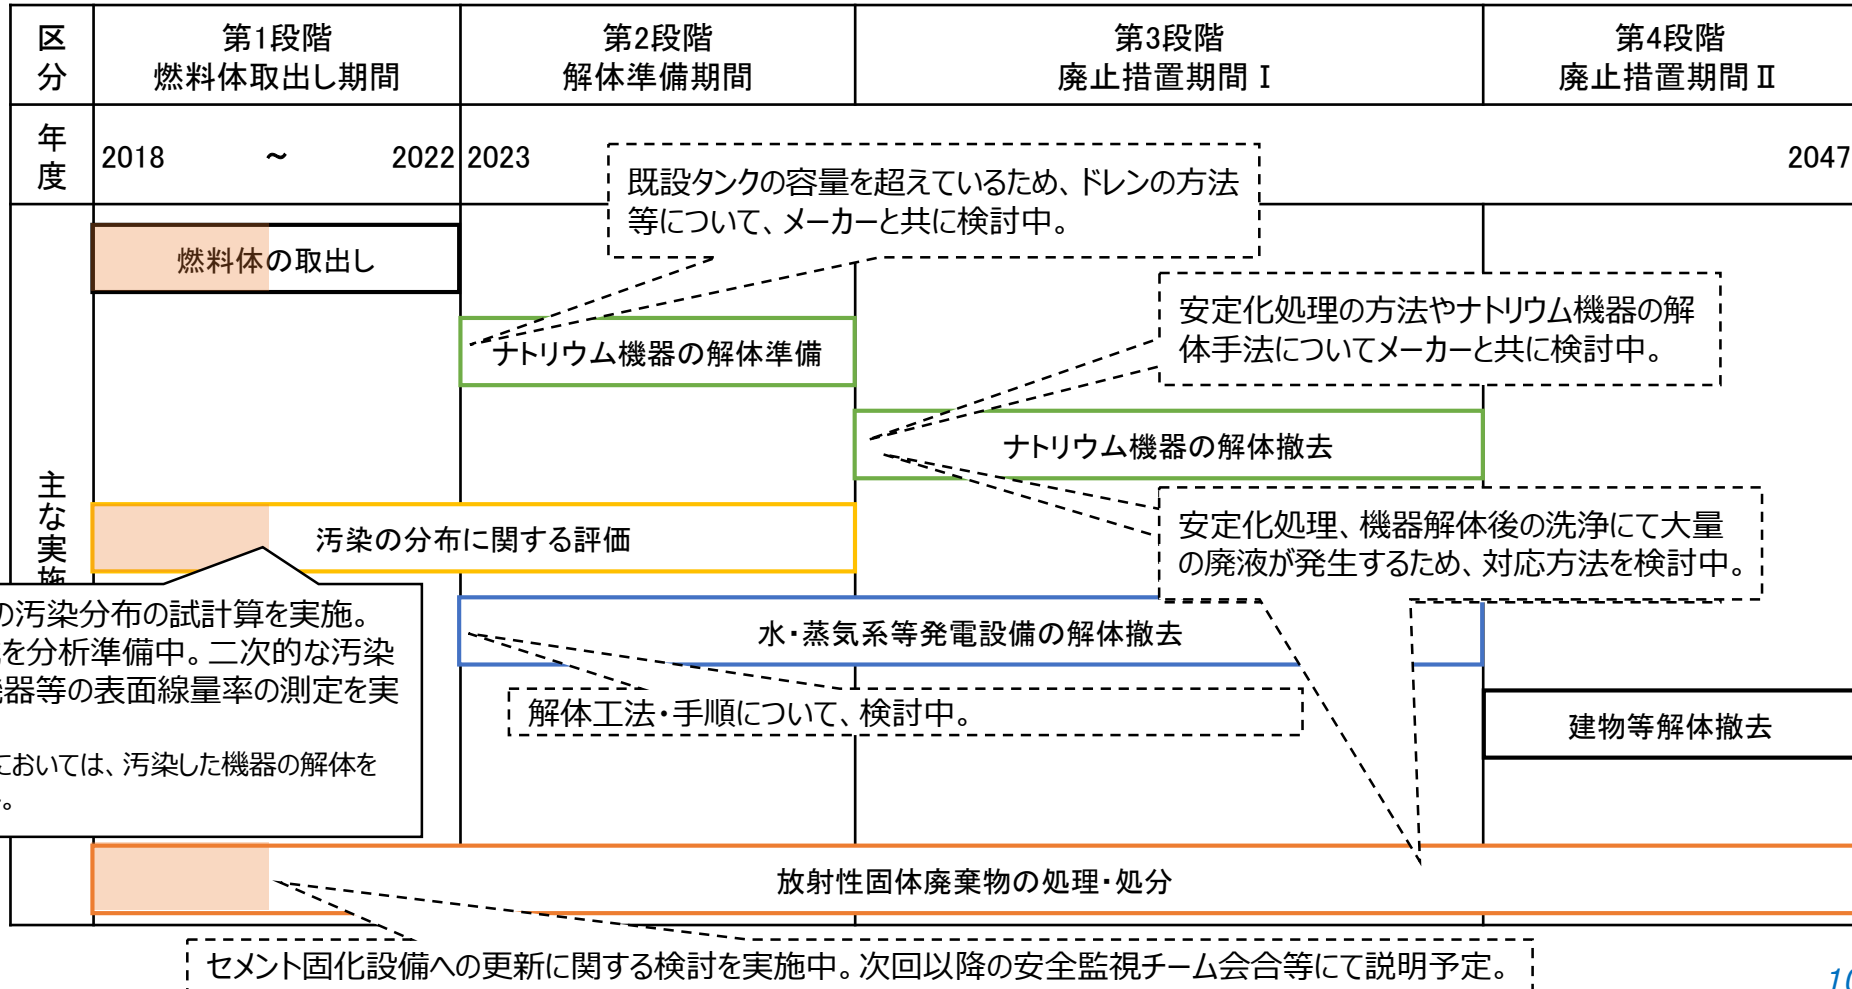 区分
第1段階
燃料体取出し期間
第2段階
解体準備期間
第3段階
廃止措置期間Ⅰ
第4段階
廃止措置期間Ⅱ
年度
2018 ～ 2022
2023
2047
既設タンクの容量を超えているため、ドレンの方法
等について、メーカーと共に検討中。
燃料体の取出し
安定化処理の方法やナトリウム機器の解
体手法についてメーカーと共に検討中。
ナトリウム機器の解体準備
ナトリウム機器の解体撤去
主な実施
安定化処理、機器解体後の洗浄にて大量
の廃液が発生するため、対応方法を検討中。
汚染の分布に関する評価
の汚染分布の試計算を実施。
を分析準備中。二次的な汚染
機器等の表面線量率の測定を実
においては、汚染した機器の解体を
。
水・蒸気系等発電設備の解体撤去
解体工法・手順について、検討中。
建物等解体撤去
放射性固体廃棄物の処理・処分
セメント固化設備への更新に関する検討を実施中。次回以降の安全監視チーム会合等にて説明予定。